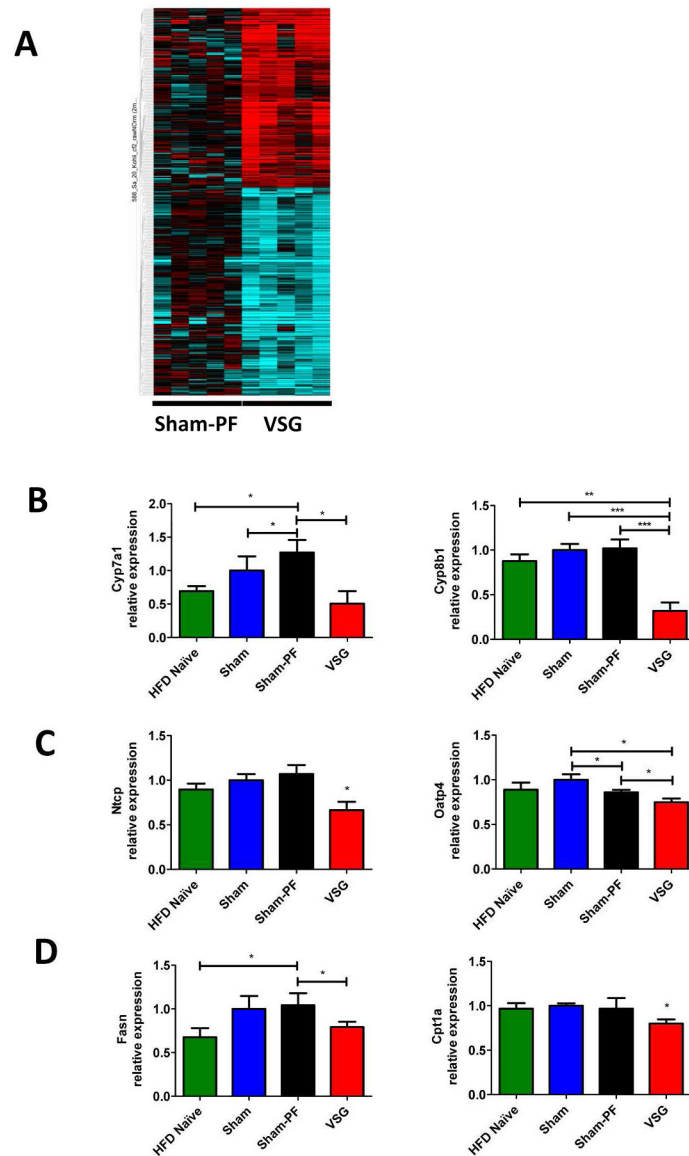 A
586_Sa_20_Kohli_cf2_rawNOrm (2m...
Sham-PF VSG
B
Cyp7a1
relative expression
2.0
1.5
1.0
0.5
0.0
*
*
*
HFD Naïve
Sham
Sham-PF
VSG
Cyp8b1
relative expression
1.5
1.0
0.5
0.0
**
***
***
HFD Naïve
Sham
Sham-PF
VSG
C
Ntcp
relative expression
1.5
1.0
0.5
0.0
*
HFD Naïve
Sham
Sham-PF
VSG
Oatp4
relative expression
1.5
1.0
0.5
0.0
*
*
*
HFD Naïve
Sham
Sham-PF
VSG
D
Fasn
relative expression
1.5
1.0
0.5
0.0
*
*
HFD Naïve
Sham
Sham-PF
VSG
Cpt1a
relative expression
1.5
1.0
0.5
0.0
*
HFD Naïve
Sham
Sham-PF
VSG